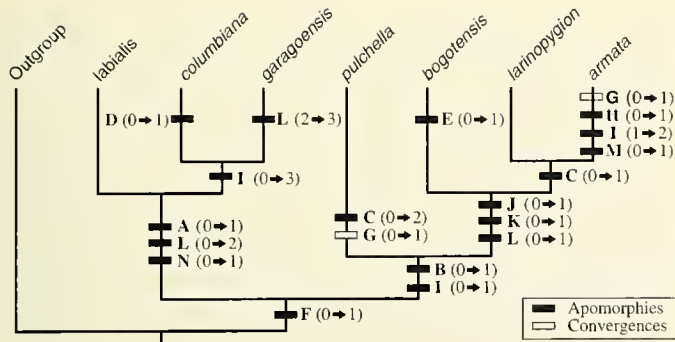 Outgroup
labialis
columbiana
garagoensis
pulchella
bogotensis
larinopygion
armata
G (0➔1)
tt (0➔1)
I (1➔2)
M (0➔1)
D (0➔1)
L (2➔3)
E (0➔1)
I (0➔3)
C (0➔1)
J (0➔1)
K (0➔1)
L (0➔1)
A (0➔1)
L (0➔2)
N (0➔1)
C (0➔2)
G (0➔1)
B (0➔1)
I (0➔1)
F (0➔1)
Apomorphies
Convergences